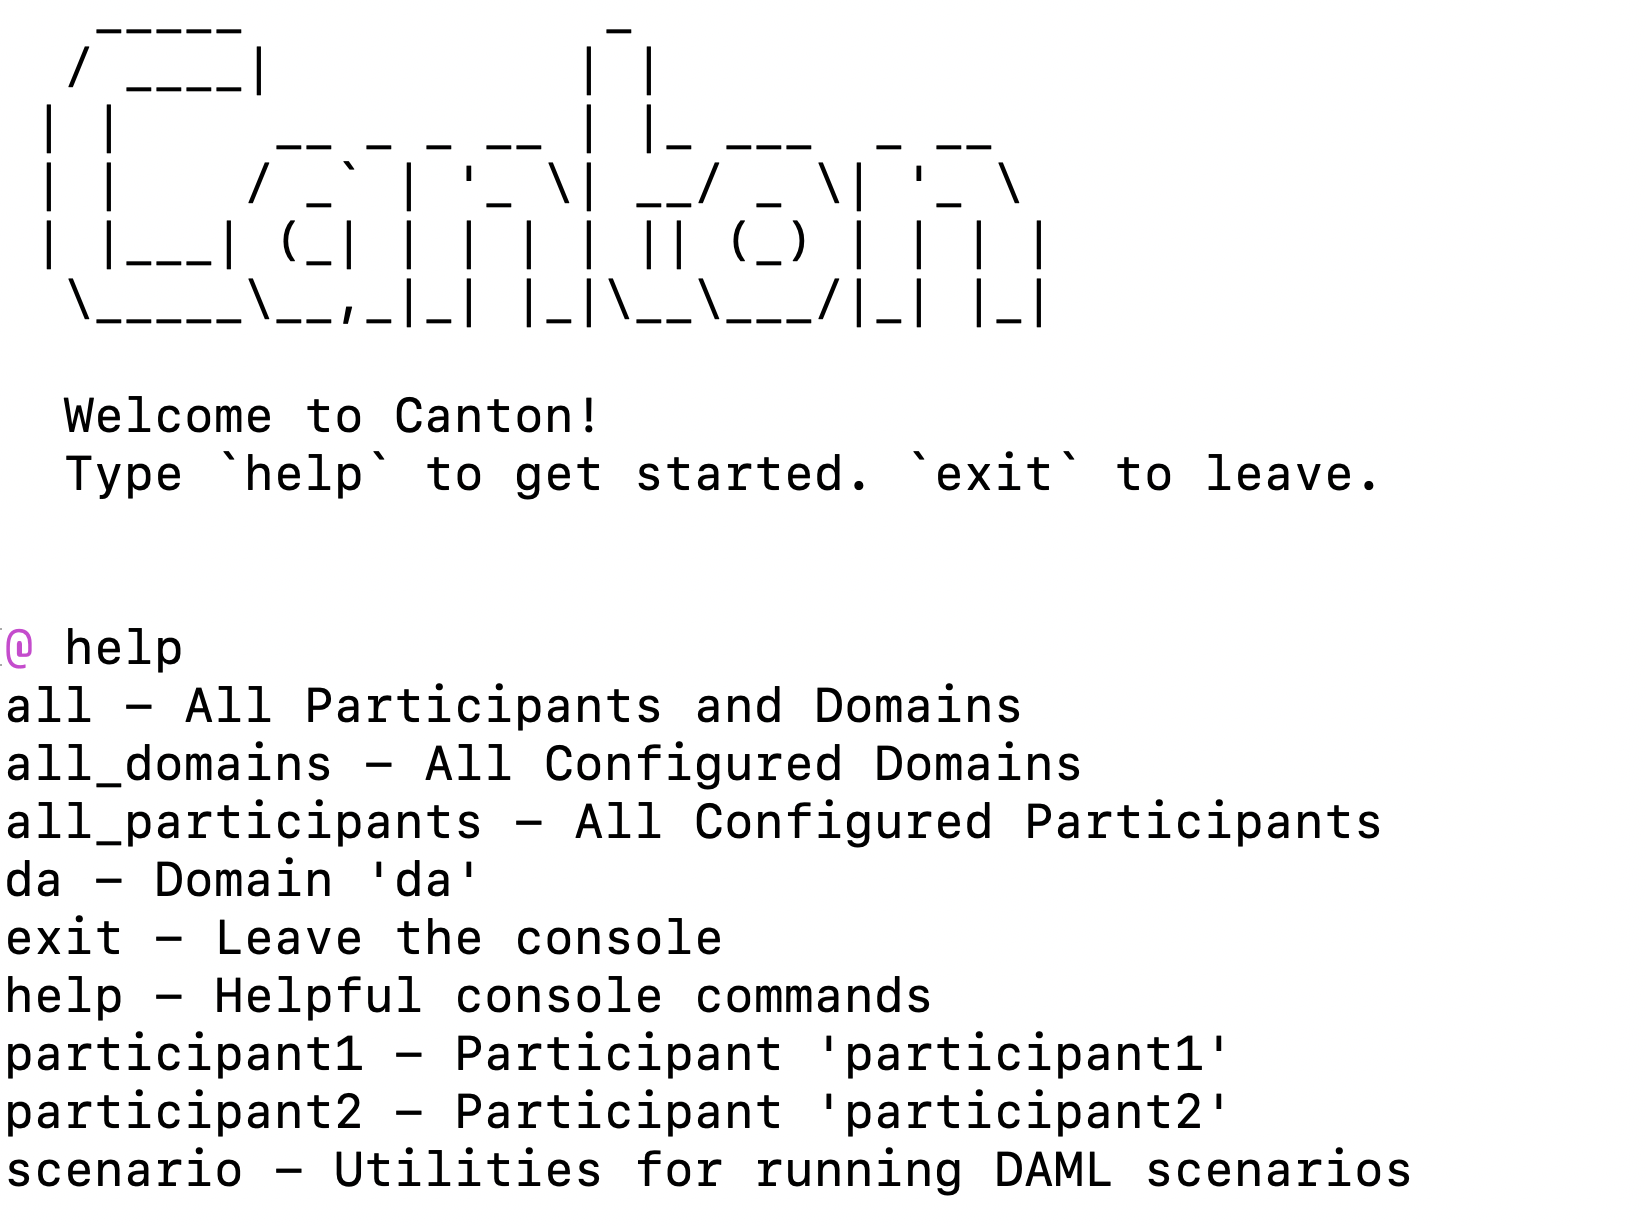 _____                _
  / ____|             | |
 | |     __ _ _ __ | |_ ___  _ __
 | |    / _` | '_ \| __/ _ \| '_ \
 | |___| (_| | | | | || (_) | | | |
  \_____\__,_|_| |_|\__\___/|_| |_|
Welcome to Canton!
Type `help` to get started. `exit` to leave.
@ help
all - All Participants and Domains
all_domains - All Configured Domains
all_participants - All Configured Participants
da - Domain 'da'
exit - Leave the console
help - Helpful console commands
participant1 - Participant 'participant1'
participant2 - Participant 'participant2'
scenario - Utilities for running DAML scenarios